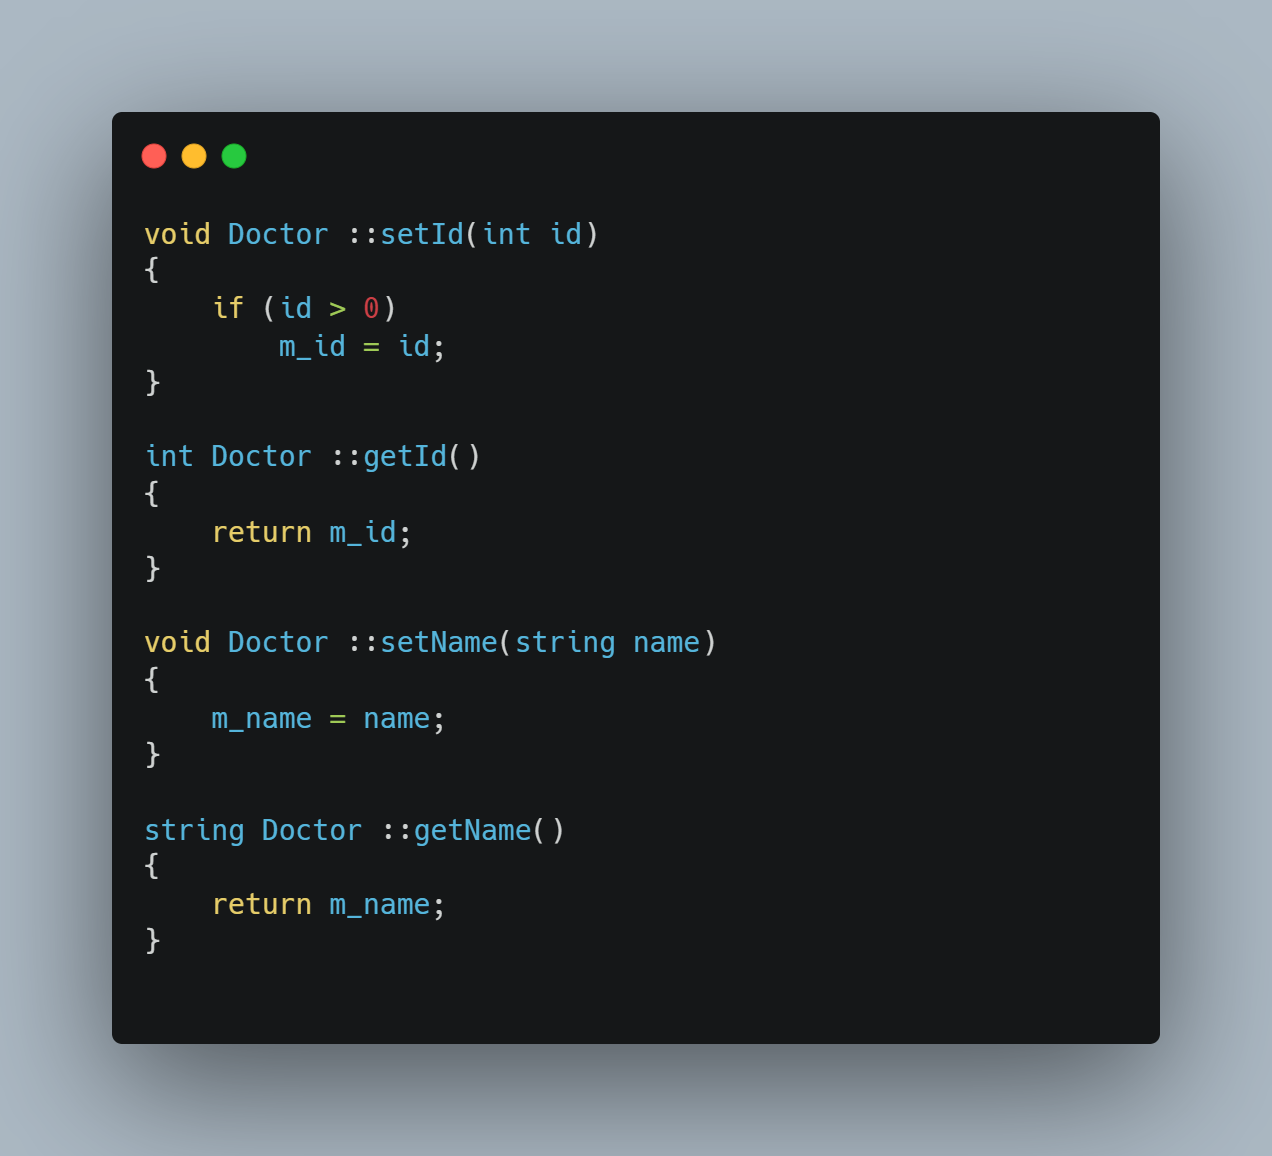 void Doctor ::setId(int id)
{
    if (id > 0)
        m_id = id;
}

int Doctor ::getId()
{
    return m_id;
}

void Doctor ::setName(string name)
{
    m_name = name;
}

string Doctor ::getName()
{
    return m_name;
}